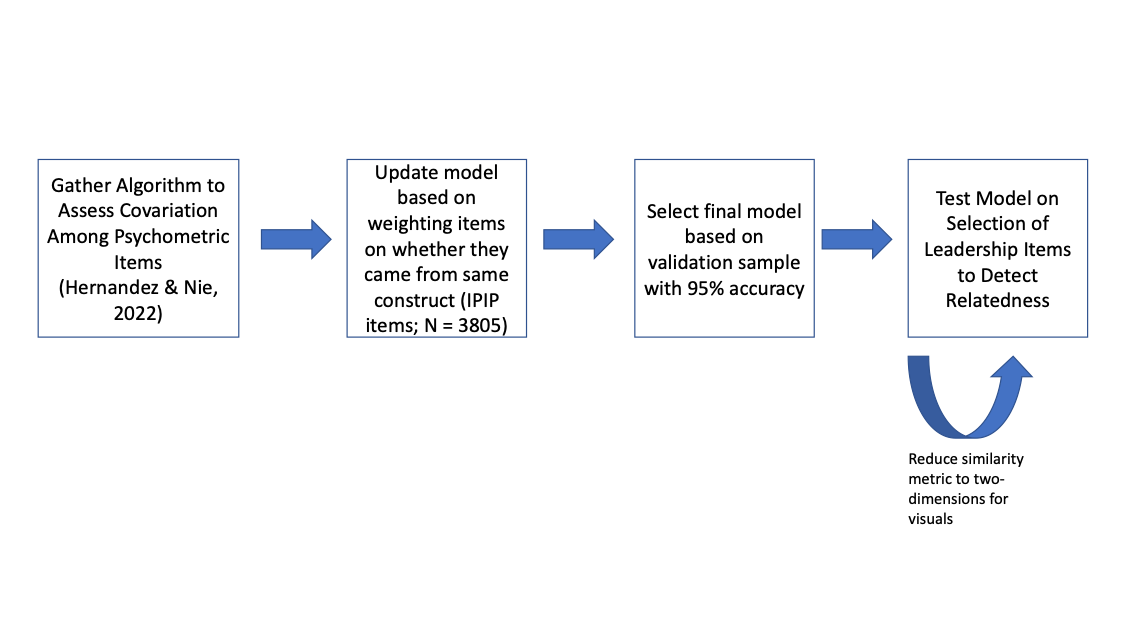 Gather Algorithm to
Assess Covariation
Among Psychometric
Items
(Hernandez & Nie,
2022)
Update model
based on
weighting items
on whether they
came from same
construct (IPIP
items; N = 3805)
Select final model
based on
validation sample
with 95% accuracy
Test Model on
Selection of
Leadership Items
to Detect
Relatedness
Reduce similarity
metric to two-
dimensions for
visuals